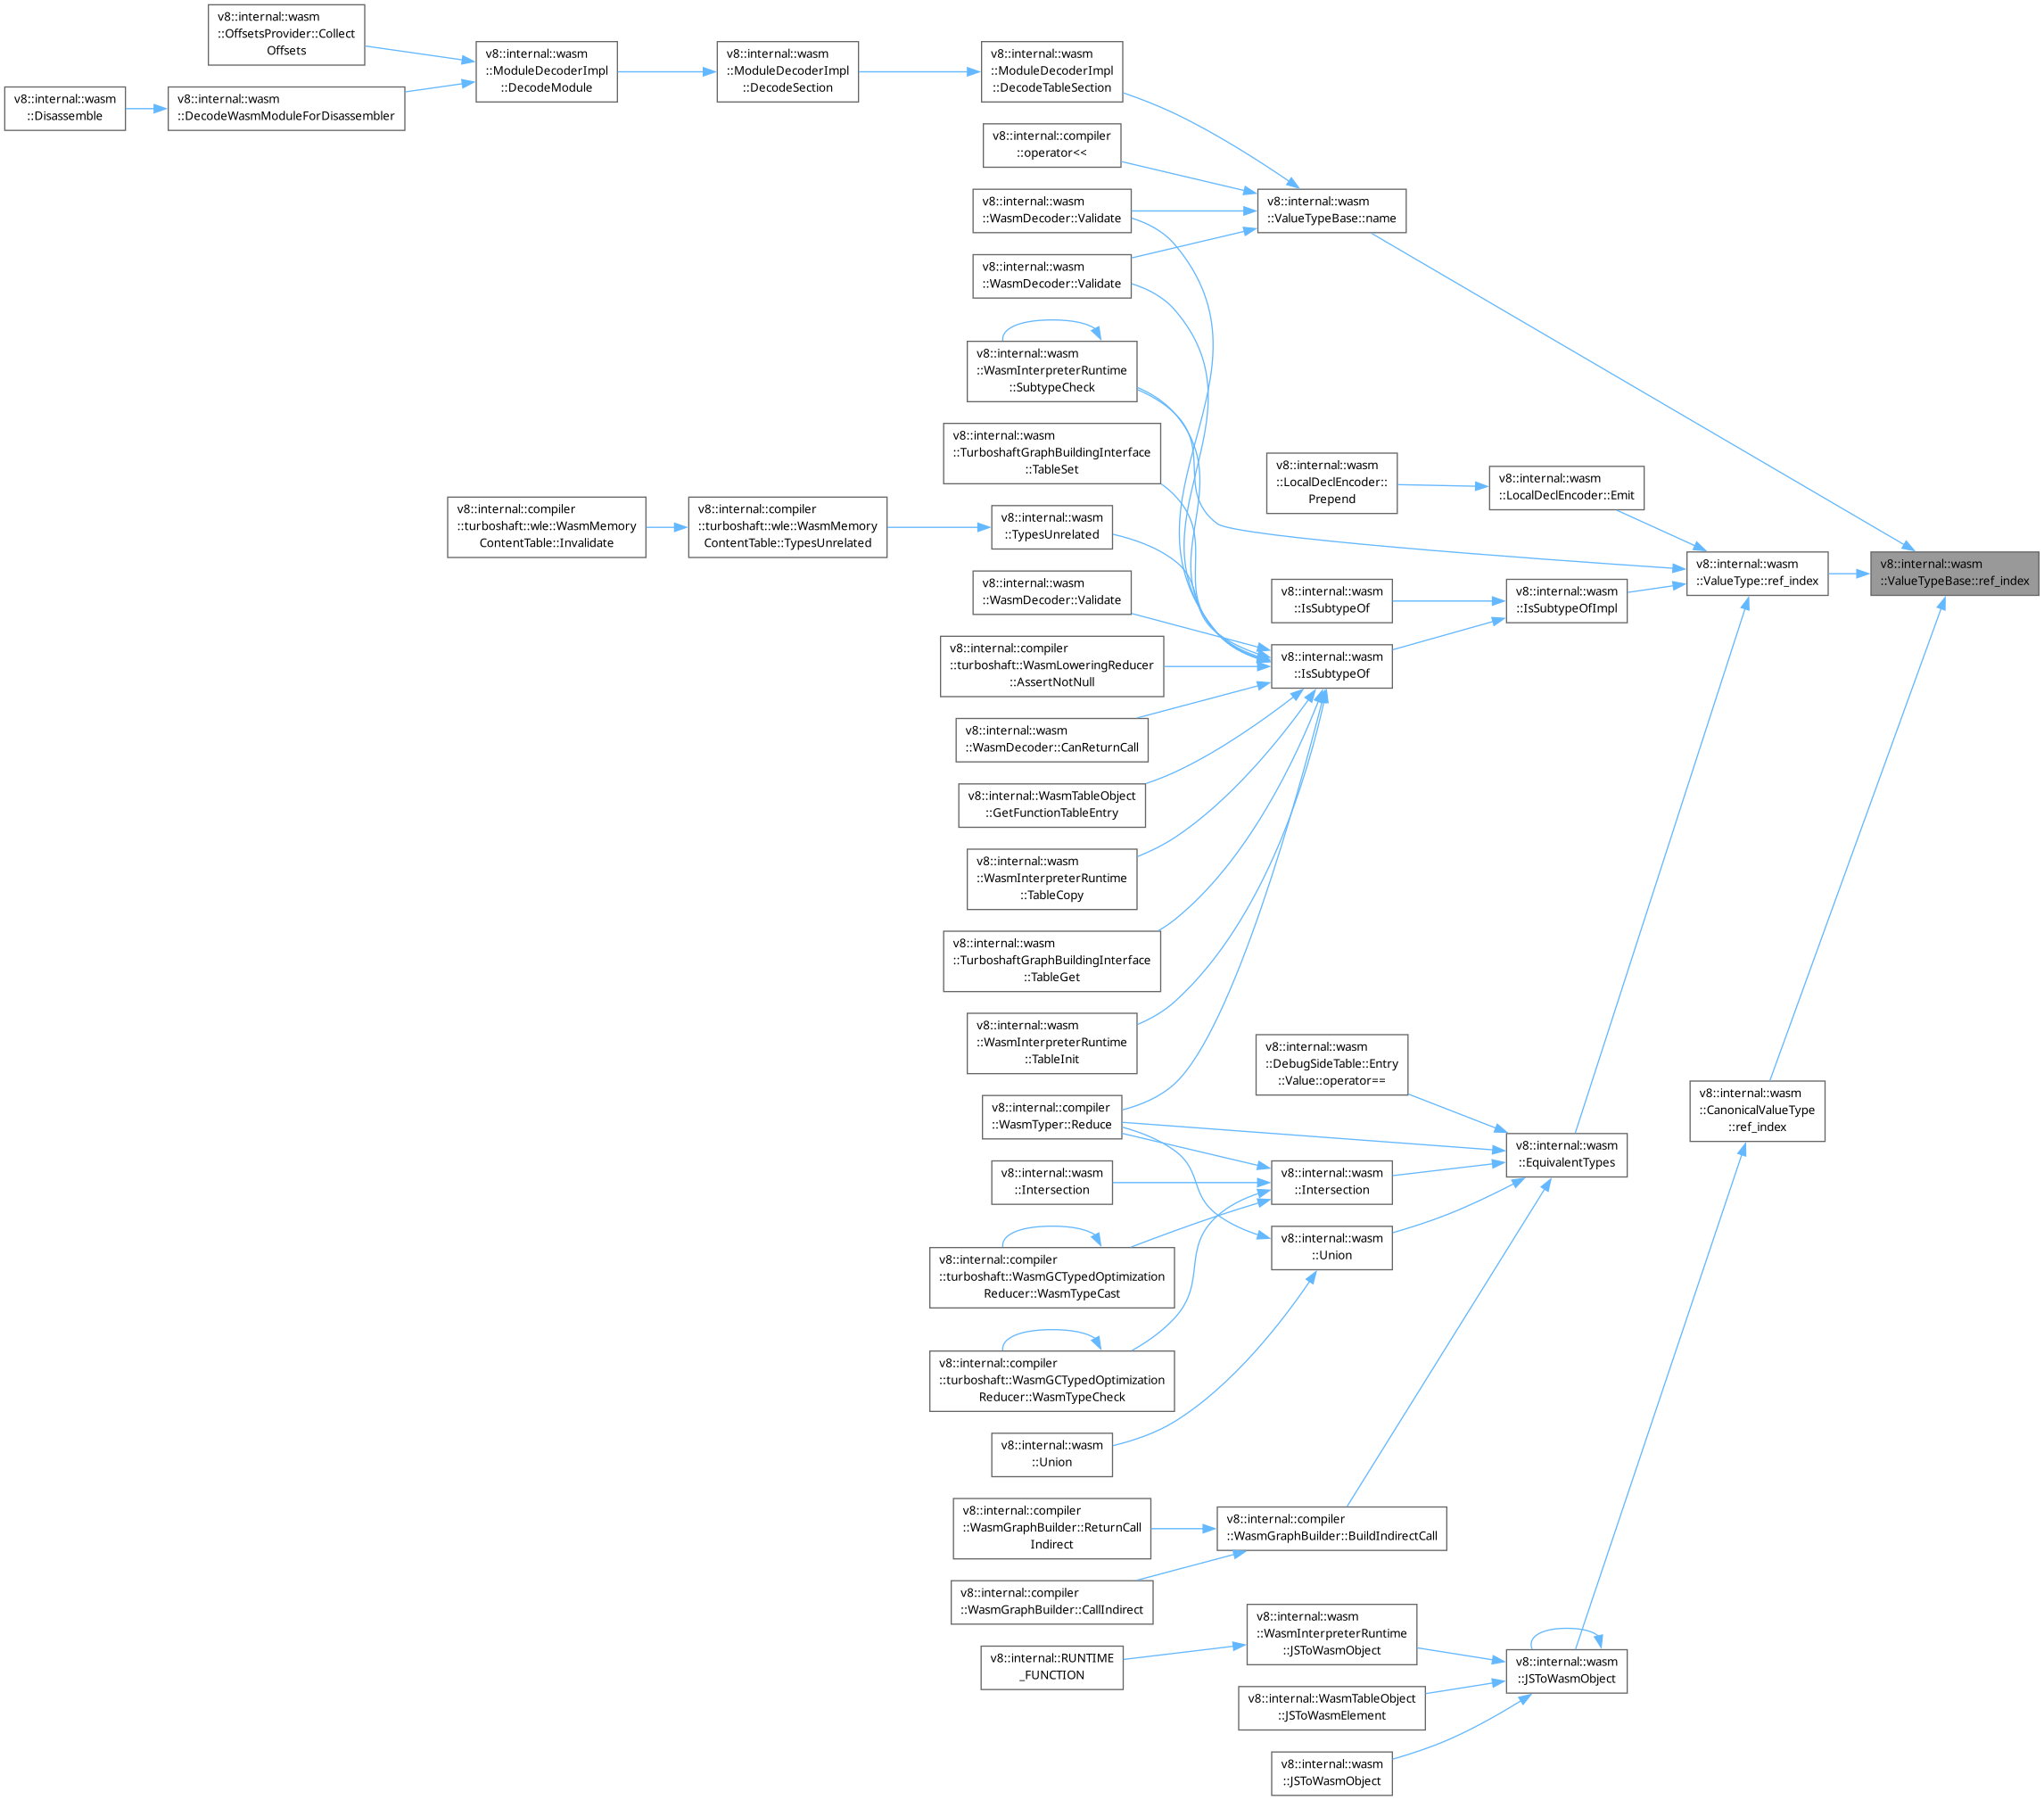 v8::internal::wasm
::OffsetsProvider::Collect
Offsets
v8::internal::wasm
::Disassemble
v8::internal::wasm
::DecodeWasmModuleForDisassembler
v8::internal::wasm
::ModuleDecoderImpl
::DecodeModule
v8::internal::wasm
::ModuleDecoderImpl
::DecodeSection
v8::internal::wasm
::ModuleDecoderImpl
::DecodeTableSection
v8::internal::compiler
::operator<<
v8::internal::wasm
::WasmDecoder::Validate
v8::internal::wasm
::ValueTypeBase::name
v8::internal::wasm
::WasmDecoder::Validate
v8::internal::wasm
::WasmInterpreterRuntime
::SubtypeCheck
v8::internal::wasm
::TurboshaftGraphBuildingInterface
::TableSet
v8::internal::wasm
::LocalDeclEncoder::
Prepend
v8::internal::wasm
::LocalDeclEncoder::Emit
v8::internal::compiler
::turboshaft::wle::WasmMemory
ContentTable::Invalidate
v8::internal::compiler
::turboshaft::wle::WasmMemory
ContentTable::TypesUnrelated
v8::internal::wasm
::TypesUnrelated
v8::internal::wasm
::ValueType::ref_index
v8::internal::wasm
::ValueTypeBase::ref_index
v8::internal::wasm
::WasmDecoder::Validate
v8::internal::wasm
::IsSubtypeOf
v8::internal::wasm
::IsSubtypeOfImpl
v8::internal::compiler
::turboshaft::WasmLoweringReducer
::AssertNotNull
v8::internal::wasm
::IsSubtypeOf
v8::internal::wasm
::WasmDecoder::CanReturnCall
v8::internal::WasmTableObject
::GetFunctionTableEntry
v8::internal::wasm
::WasmInterpreterRuntime
::TableCopy
v8::internal::wasm
::TurboshaftGraphBuildingInterface
::TableGet
v8::internal::wasm
::WasmInterpreterRuntime
::TableInit
v8::internal::wasm
::DebugSideTable::Entry
::Value::operator==
v8::internal::compiler
::WasmTyper::Reduce
v8::internal::wasm
::CanonicalValueType
::ref_index
v8::internal::wasm
::EquivalentTypes
v8::internal::wasm
::Intersection
v8::internal::wasm
::Intersection
v8::internal::wasm
::Union
v8::internal::compiler
::turboshaft::WasmGCTypedOptimization
Reducer::WasmTypeCast
v8::internal::compiler
::turboshaft::WasmGCTypedOptimization
Reducer::WasmTypeCheck
v8::internal::wasm
::Union
v8::internal::compiler
::WasmGraphBuilder::ReturnCall
Indirect
v8::internal::compiler
::WasmGraphBuilder::BuildIndirectCall
v8::internal::compiler
::WasmGraphBuilder::CallIndirect
v8::internal::wasm
::WasmInterpreterRuntime
::JSToWasmObject
v8::internal::RUNTIME
_FUNCTION
v8::internal::wasm
::JSToWasmObject
v8::internal::WasmTableObject
::JSToWasmElement
v8::internal::wasm
::JSToWasmObject